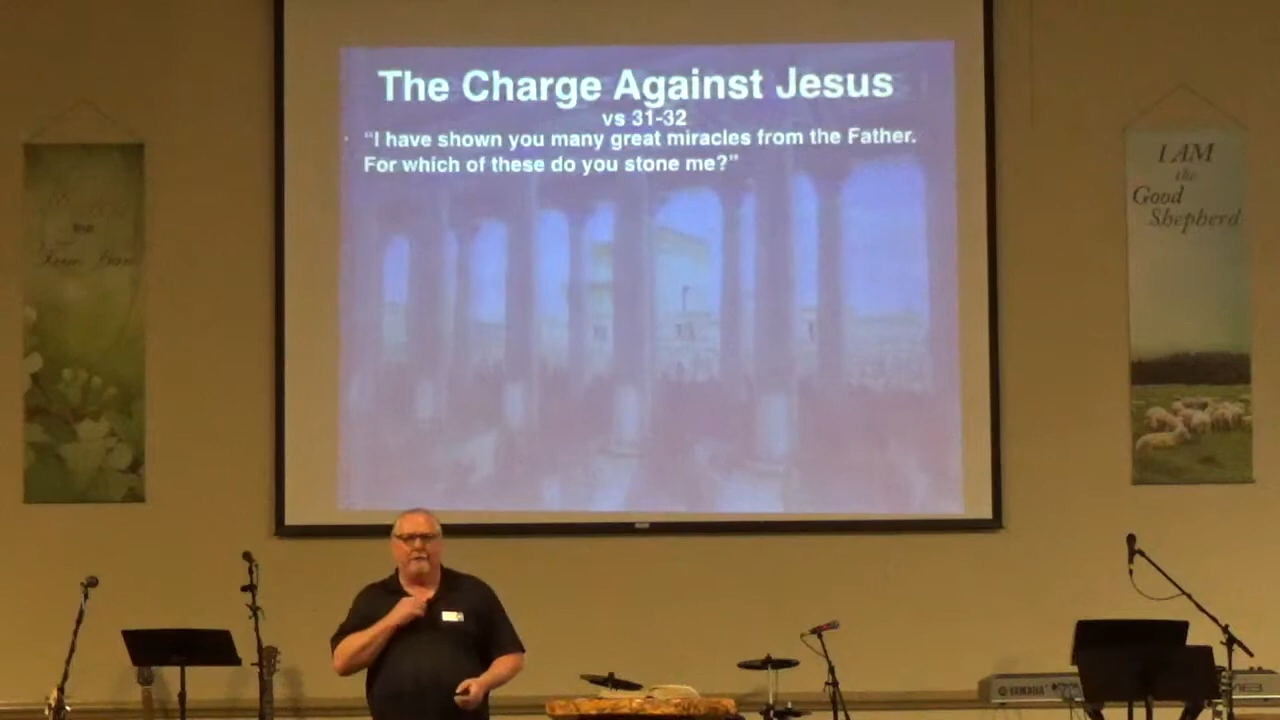 The Charge Against Jesus
vs 31-32
“I have shown you many great miracles from the Father.
For which of these do you stone me?”
I AM
the
Good
Shepherd
YAMAHA